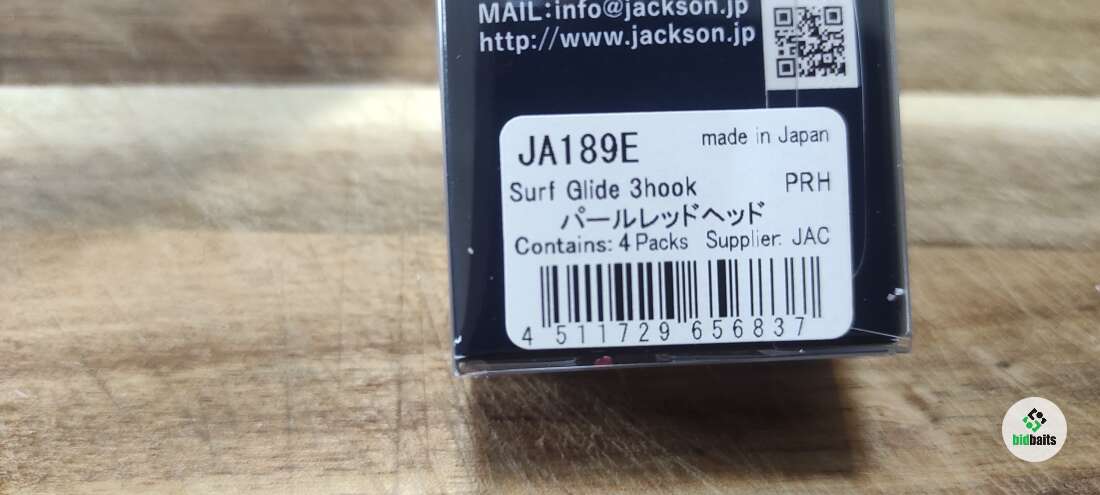 MAIL:info@jackson.jp
http://www.jackson.jp
JA189E
made in Japan
Surf Glide 3hook
PRH
パールレッドヘッド
Contains: 4 Packs Supplier: JAC
4 511729 656837
bidbaits